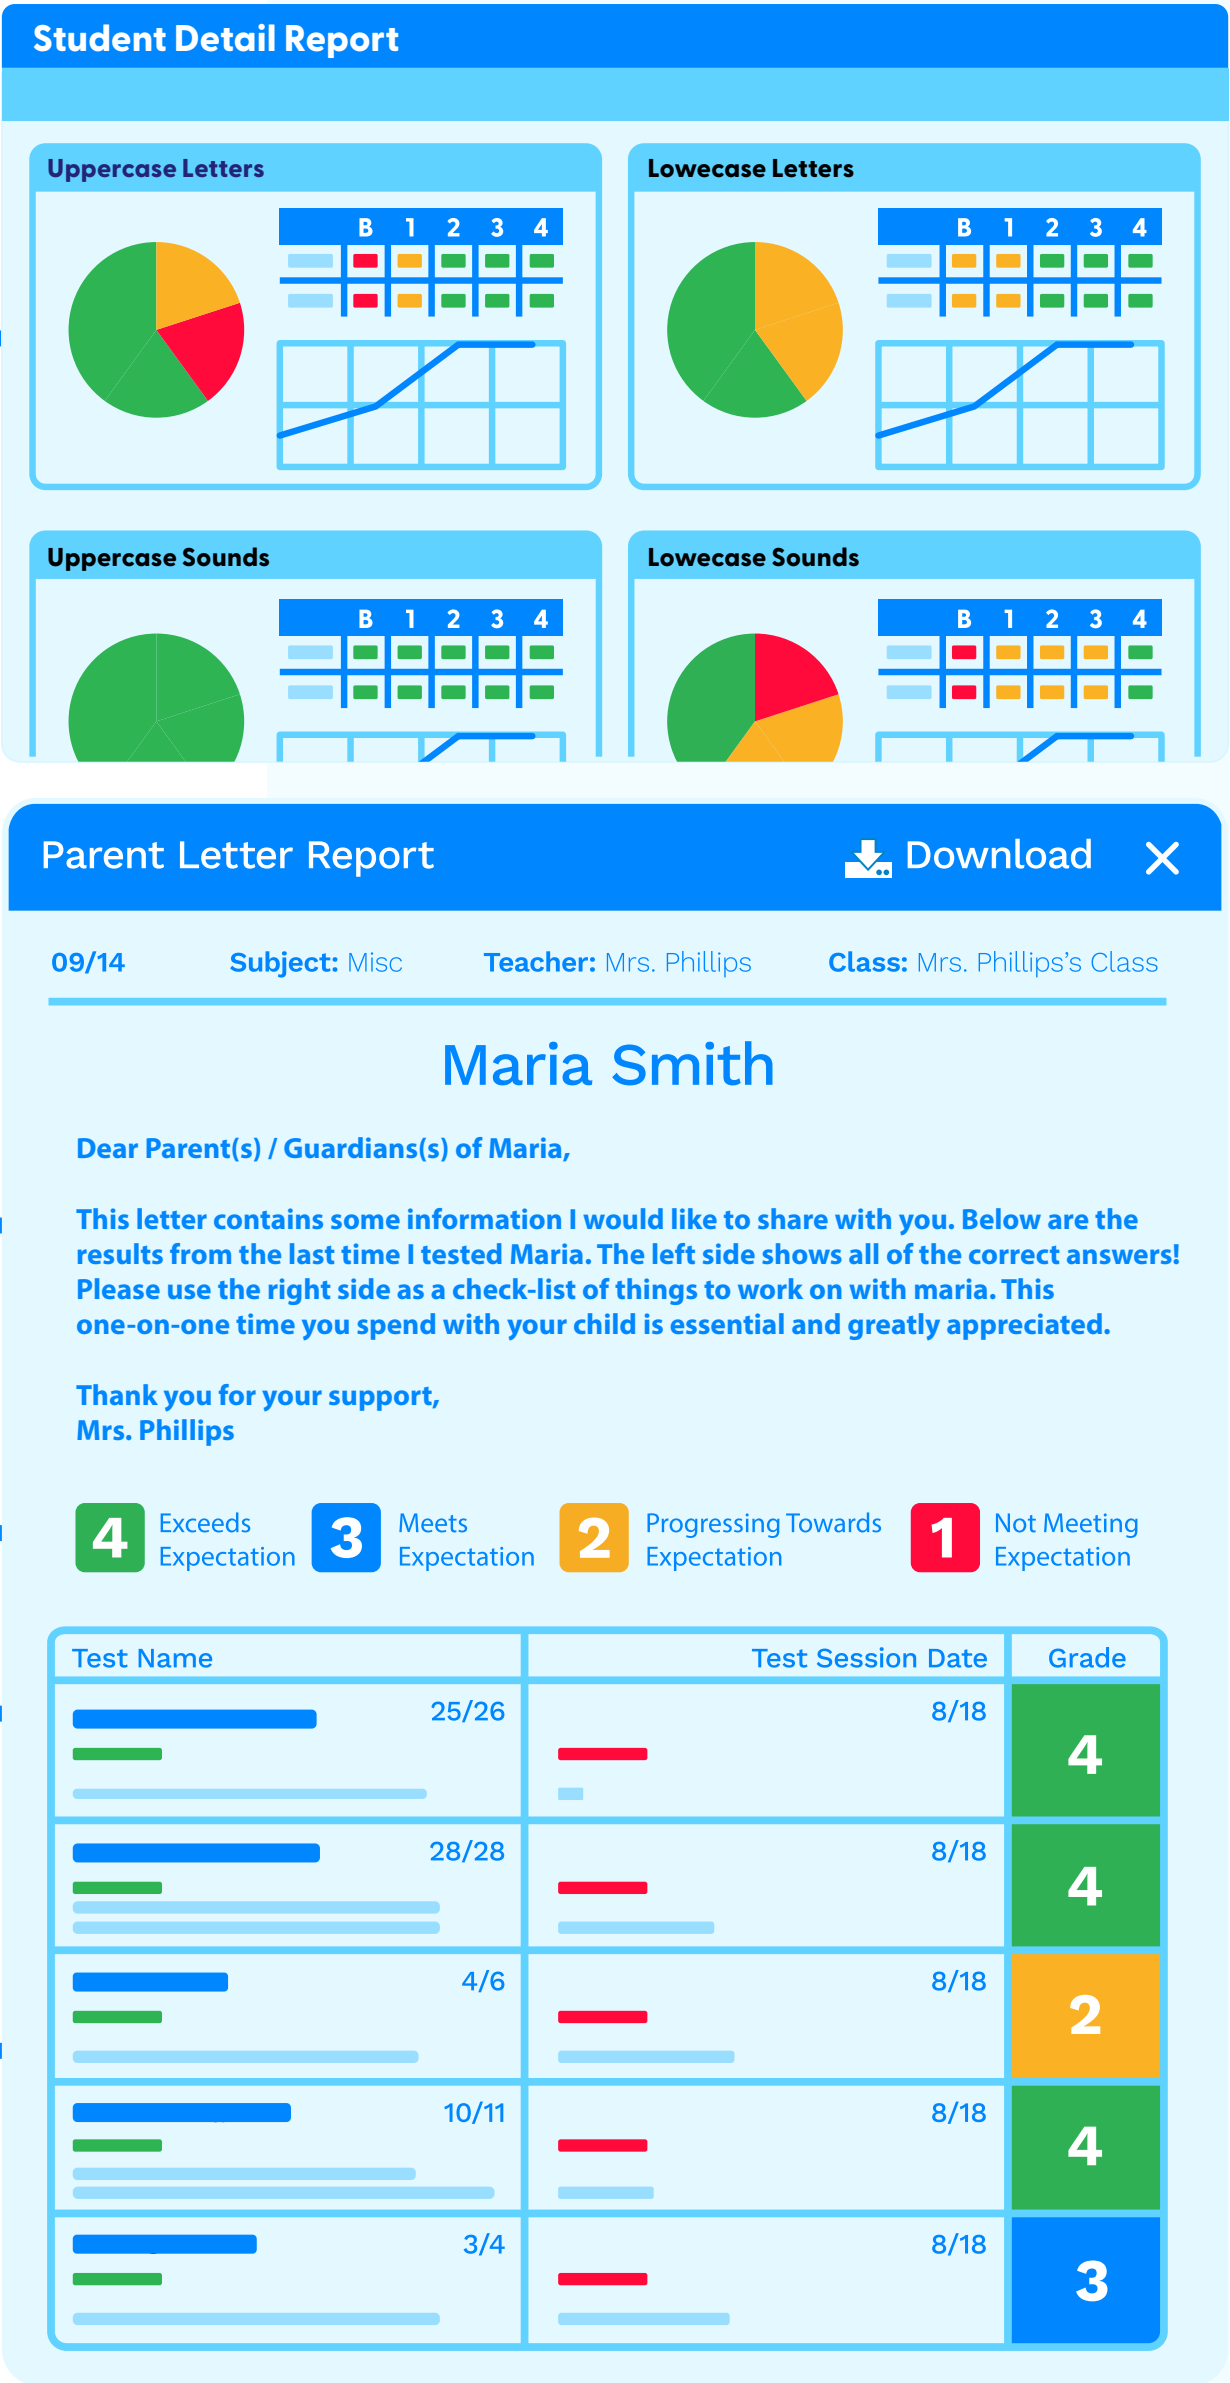 Student Detail Report
Uppercase Letters
B 1 2 3 4
Lowecase Letters
B 1 2 3 4
Uppercase Sounds
B 1 2 3 4
Lowecase Sounds
B 1 2 3 4
Parent Letter Report
Download
09/14 Subject: Misc Teacher: Mrs. Phillips Class: Mrs. Phillips's Class
Maria Smith
Dear Parent(s) / Guardians(s) of Maria,
This letter contains some information I would like to share with you. Below are the
results from the last time I tested Maria. The left side shows all of the correct answers!
Please use the right side as a check-list of things to work on with maria. This
one-on-one time you spend with your child is essential and greatly appreciated.
Thank you for your support,
Mrs. Phillips
4 Exceeds
Expectation
3 Meets
Expectation
2 Progressing Towards
Expectation
1 Not Meeting
Expectation
Test Name Test Session Date Grade
25/26 8/18 4
28/28 8/18 4
4/6 8/18 2
10/11 8/18 4
3/4 8/18 3